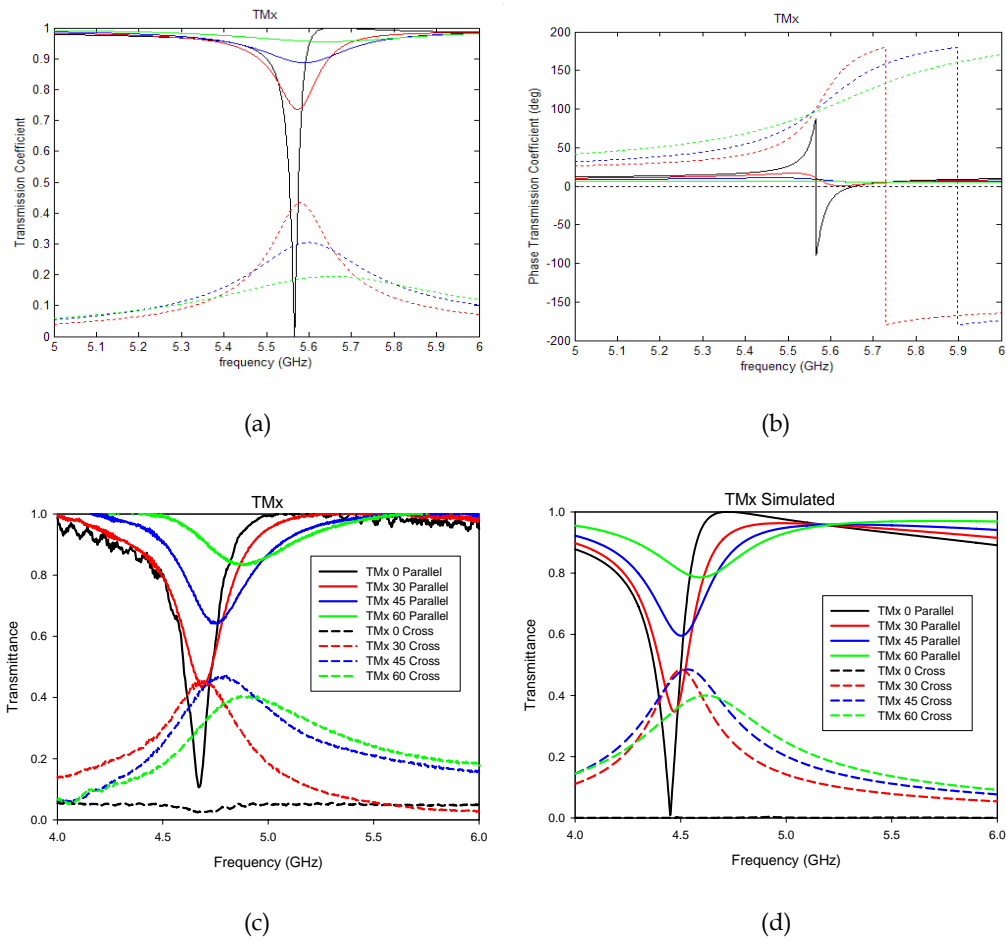 TMx
Transmission Coefficient
1
0.9
0.8
0.7
0.6
0.5
0.4
0.3
0.2
0.1
0
5 5.1 5.2 5.3 5.4 5.5 5.6 5.7 5.8 5.9 6
frequency (GHz)
(a)
TMx
Phase Transmission Coefficient (deg)
200
150
100
50
0
-50
-100
-150
-200
5 5.1 5.2 5.3 5.4 5.5 5.6 5.7 5.8 5.9 6
frequency (GHz)
(b)
TMx
Transmittance
1.0
0.8
0.6
0.4
0.2
0.0
TMx 0 Parallel
TMx 30 Parallel
TMx 45 Parallel
TMx 60 Parallel
TMx 0 Cross
TMx 30 Cross
TMx 45 Cross
TMx 60 Cross
4.0 4.5 5.0 5.5 6.0
Frequency (GHz)
(c)
TMx Simulated
Transmittance
1.0
0.8
0.6
0.4
0.2
0.0
TMx 0 Parallel
TMx 30 Parallel
TMx 45 Parallel
TMx 60 Parallel
TMx 0 Cross
TMx 30 Cross
TMx 45 Cross
TMx 60 Cross
4.0 4.5 5.0 5.5 6.0
Frequency (GHz)
(d)